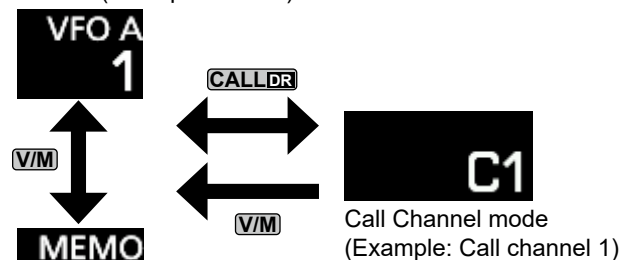 VFO A
1
CALLDR
V/M
C1
V/M
Call Channel mode
MEMO
(Example: Call channel 1)